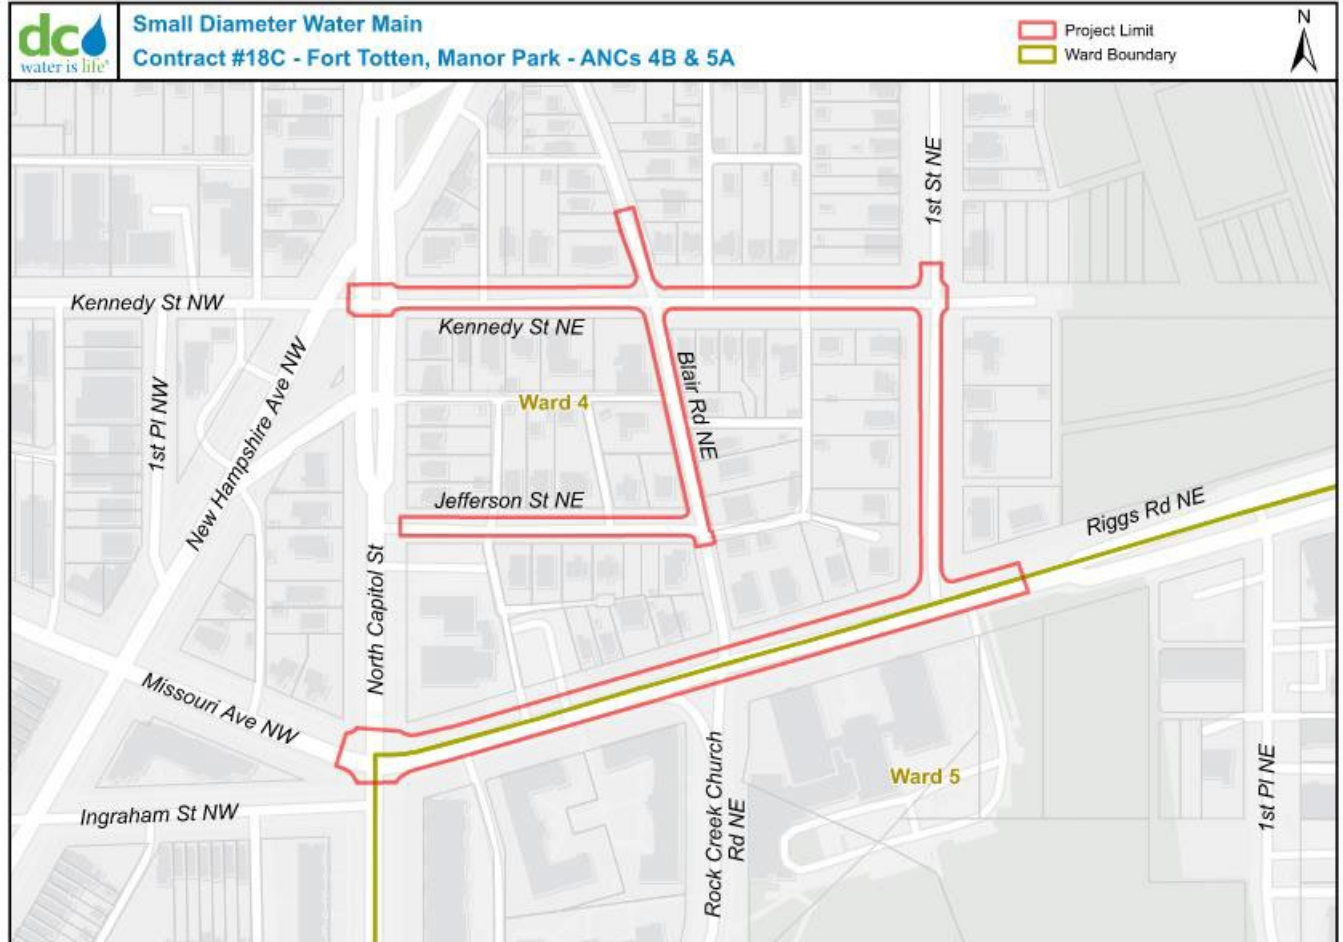 dc
water is life®
Small Diameter Water Main
Contract #18C - Fort Totten, Manor Park - ANCs 4B & 5A
Project Limit
Ward Boundary
N
1st St NE
Kennedy St NW
Kennedy St NE
Blair Rd NE
Ward 4
1st Pl NW
New Hampshire Ave NW
Jefferson St NE
Riggs Rd NE
North Capitol St
Missouri Ave NW
Ward 5
Ingraham St NW
Rock Creek Church
Rd NE
1st Pl NE